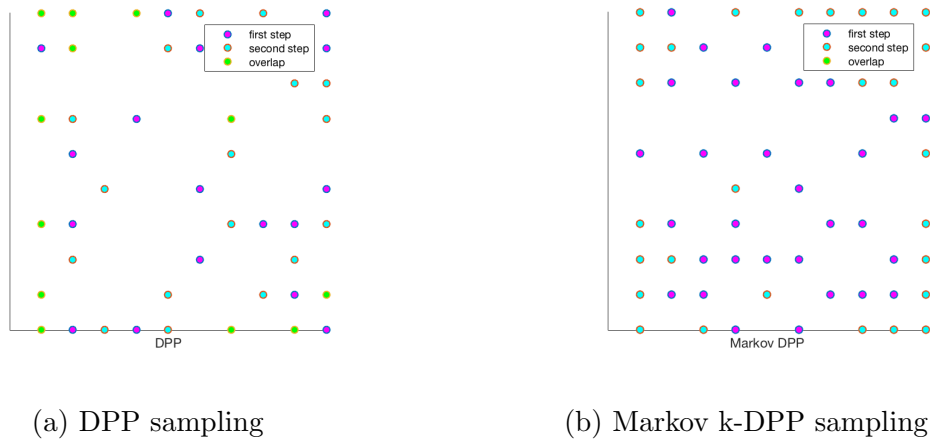 first step
second step
overlap
DPP
(a) DPP sampling
first step
second step
overlap
Markov DPP
(b) Markov k-DPP sampling